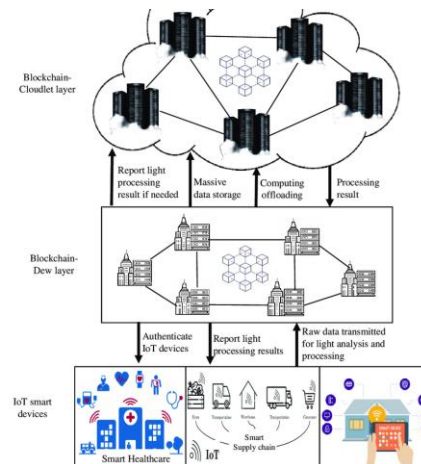 Blockchain-
Cloudlet layer
Report light
processing
result if needed
Massive
data storage
Computing
offloading
Processing
result
Blockchain-
Dew layer
Authenticate
IoT devices
Report light
processing results
Raw data transmitted
for light analysis and
processing
IoT smart
devices
Smart Healthcare
Smart
Supply chain
IoT